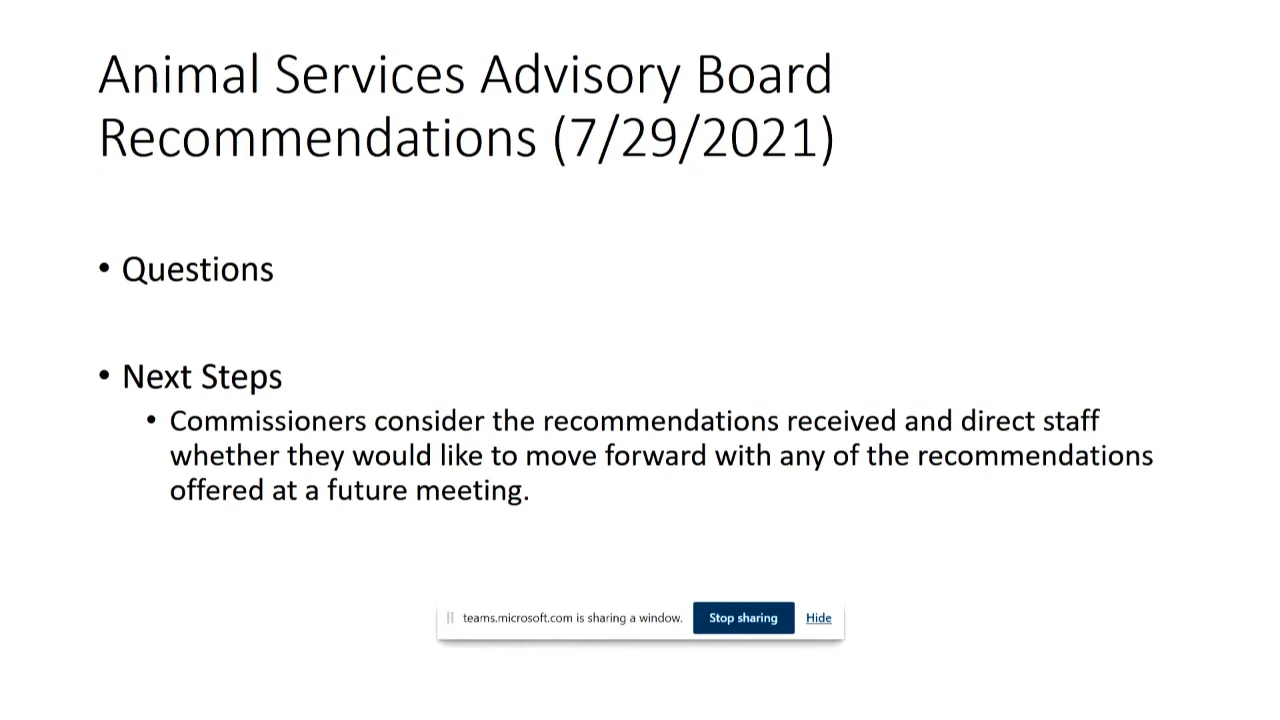 Animal Services Advisory Board
Recommendations (7/29/2021)
• Questions
• Next Steps
• Commissioners consider the recommendations received and direct staff
whether they would like to move forward with any of the recommendations
offered at a future meeting.
teams.microsoft.com is sharing a window. Stop sharing Hide